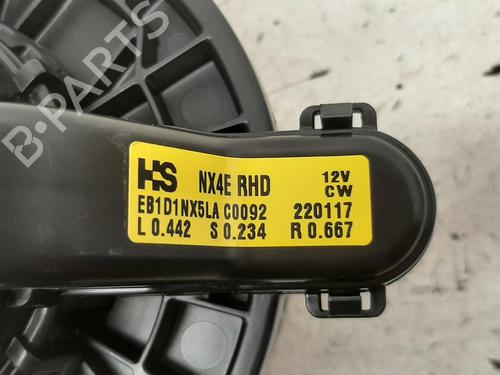 B-PARTS
HS NX4E RHD 12V
CW
EB1D1NX5LA C0092 220117
L 0.442 S 0.234 R 0.667